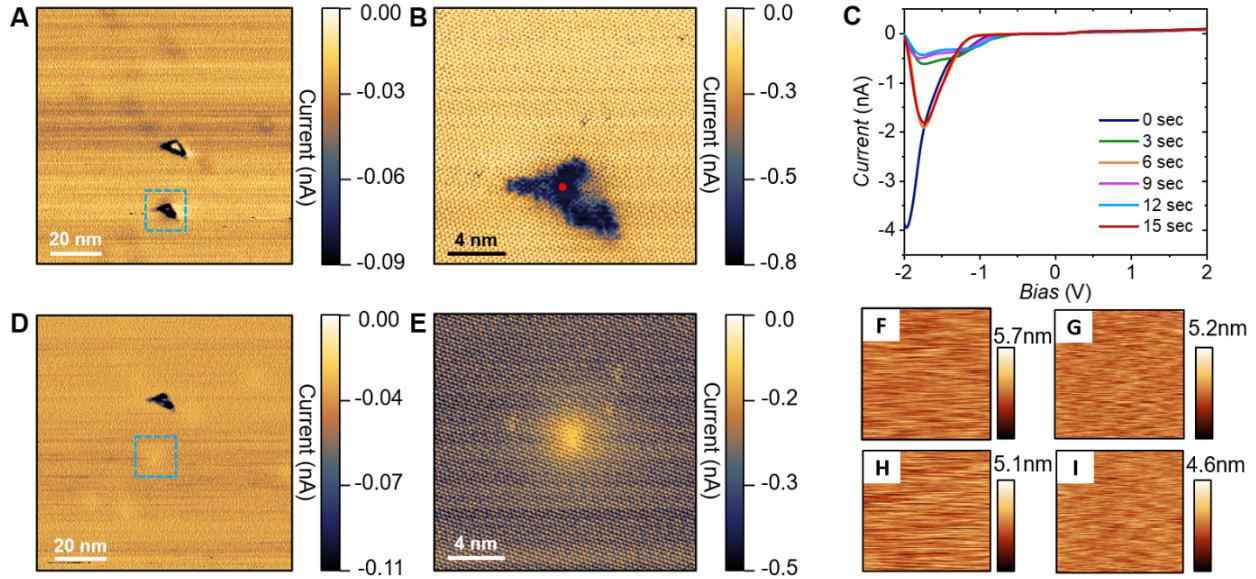 A
20 nm
0.00
-0.03
-0.06
-0.09
Current (nA)
B
4 nm
0.0
-0.3
-0.5
-0.8
Current (nA)
C
0
-1
-2
-3
-4
Current (nA)
-2
-1
0
1
2
Bias (V)
0 sec
3 sec
6 sec
9 sec
12 sec
15 sec
D
20 nm
0.00
-0.04
-0.07
-0.11
Current (nA)
E
4 nm
0.0
-0.2
-0.3
-0.5
Current (nA)
F
5.7nm
G
5.2nm
H
5.1nm
I
4.6nm